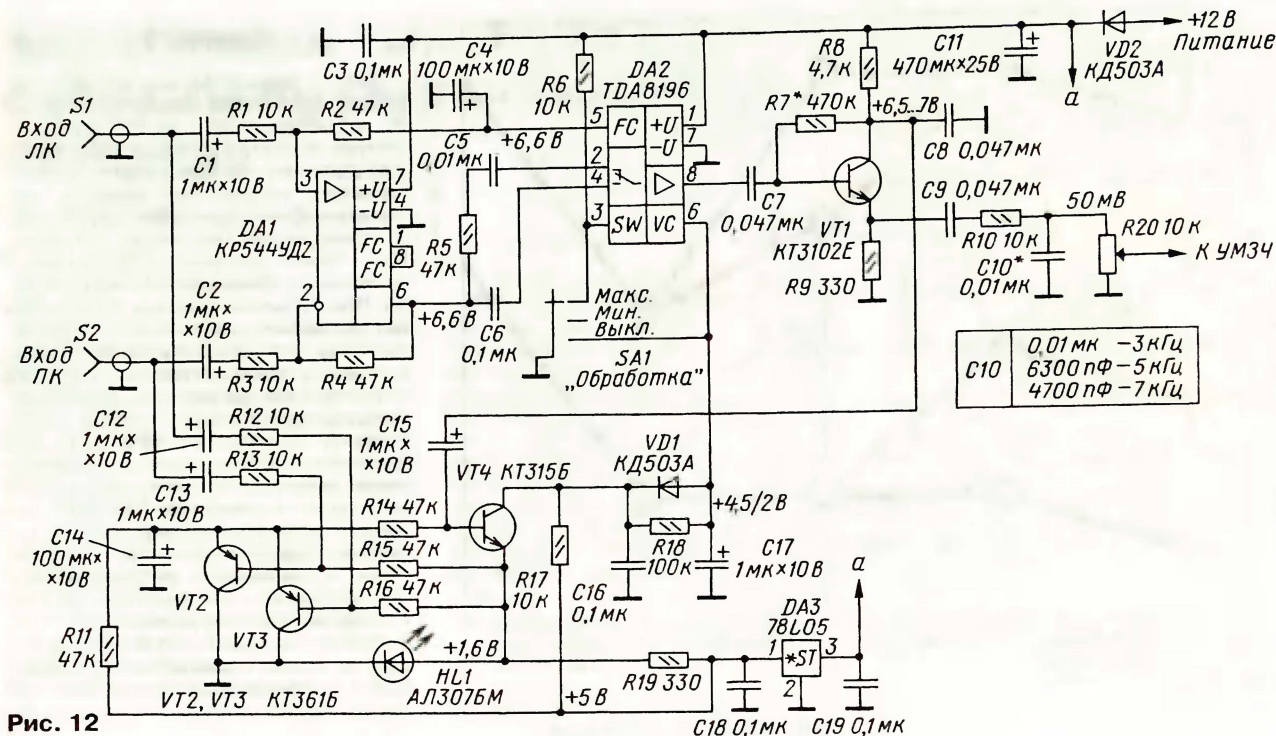 C3 0,1мк
C4
100мк×10В
R6
10к
DA2
TDA8196
R8
4,7к
C11
470мк×25В
VD2
КД503А
+12В
Питание
а
S1
Вход
ЛК
R1 10к
R2 47к
C1
1мк×10В
C5
0,01мк
+6,6В
5
FC
+U
1
-U
7
2
4
8
3
SW
VC
6
R7* 470к
+6,5...7В
C8 0,047мк
C9 0,047мк
C7
0,047мк
VT1
КТ3102Е
R9 330
R10 10к
C10*
0,01мк
50мВ
R20 10к
К УМЗЧ
3
+U
7
-U
4
FC
1
FC
8
2
6
DA1
КР544УД2
R5
47к
C2
1мк×
×10В
+6,6В
C6
0,1мк
Макс.
Мин.
Выкл.
SA1
„Обработка"
S2
Вход
ПК
R3 10к
R4 47к
C10
0,01мк – 3кГц
6300пФ – 5кГц
4700пФ – 7кГц
C12
1мк×
×10В
R12 10к
R13 10к
C13
1мк×10В
C15
1мк×
×10В
VT4 КТ315Б
VD1
КД503А
+4,5/2В
R14 47к
R15 47к
R16 47к
R17
10к
R18
100к
C16
0,1мк
C17
1мк×10В
C14
100мк×
×10В
VT2
VT3
R11
47к
VT2, VT3 КТ361Б
HL1
АЛ307БМ
+1,6В
R19 330
+5В
DA3
78L05
1
*ST
3
2
а
C18 0,1мк
C19 0,1мк
Рис. 12